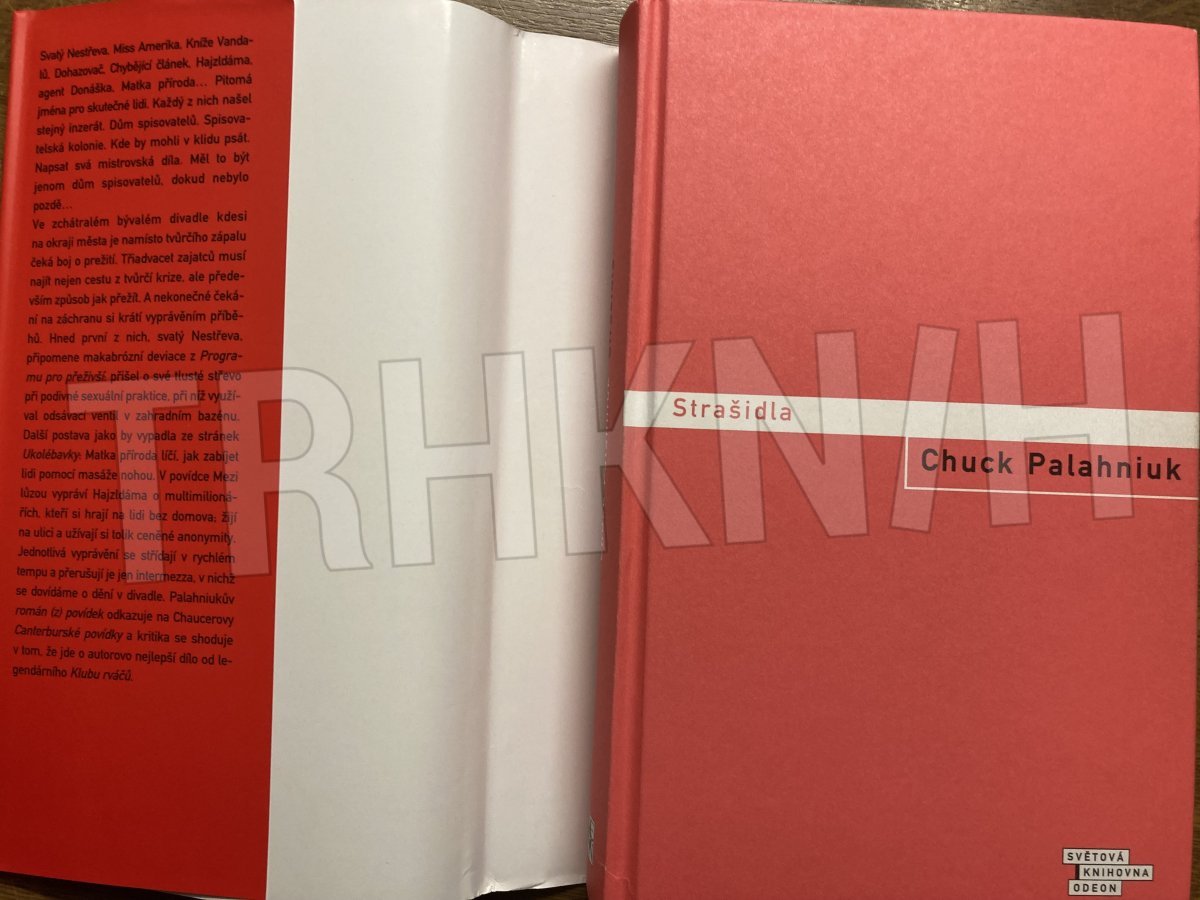 Svatý Nestřeva, Miss Amerika, Kníže Vanda-
lů, Dohazovač, Chybějící článek, Hajzldáma,
agent Donáška, Matka příroda... Pitorná
jména pro skutečné lidi. Každý z nich našel
stejný inzerát. Dům spisovatelů. Spisova-
telská kolonie. Kde by mohli v klidu psát.
Napsat svá mistrovská díla. Měl to být
jenom dům spisovatelů, dokud nebylo
pozdě...
Ve zchátralém bývalém divadle kdesi
na okraji města je namísto tvůrčího zápalu
čeká boj o prežití. Třiadvacet zajatců musí
najít nejen cestu z tvůrčí krize, ale přede-
vším způsob jak přežít. A nekonečné čeká-
ní na záchranu si krátí vyprávěním příbě-
hů. Hned první z nich, svatý Nestřeva,
připomene makabrózní deviace z Progra-
mu pro přeživší: přišel o své tlusté střevo
při podivné sexuální praktice, při níž využí-
val odsávací ventil v zahradním bazénu.
Další postava jako by vypadla ze stránek
Ukolébavky: Matka příroda líčí, jak zabíjet
lidi pomocí masáže nohou. V povídce Mezi
lůzou vypráví Hajzldáma o multimilioná-
řích, kteří si hrají na lidi bez domova; žijí
na ulici a užívají si tolik ceněné anonymity.
Jednotlivá vyprávění se střídají v rychlém
tempu a přerušují je jen intermezza, v nichž
se dovídáme o dění v divadle. Palahniukův
román (z) povídek odkazuje na Chaucerovy
Canterburské povídky a kritika se shoduje
v tom, že jde o autorovo nejlepší dílo od le-
gendárního Klubu rváčů.
Strašidla
Chuck Palahniuk
SVĚTOVÁ
KNIHOVNA
ODEON
TRHKNIH